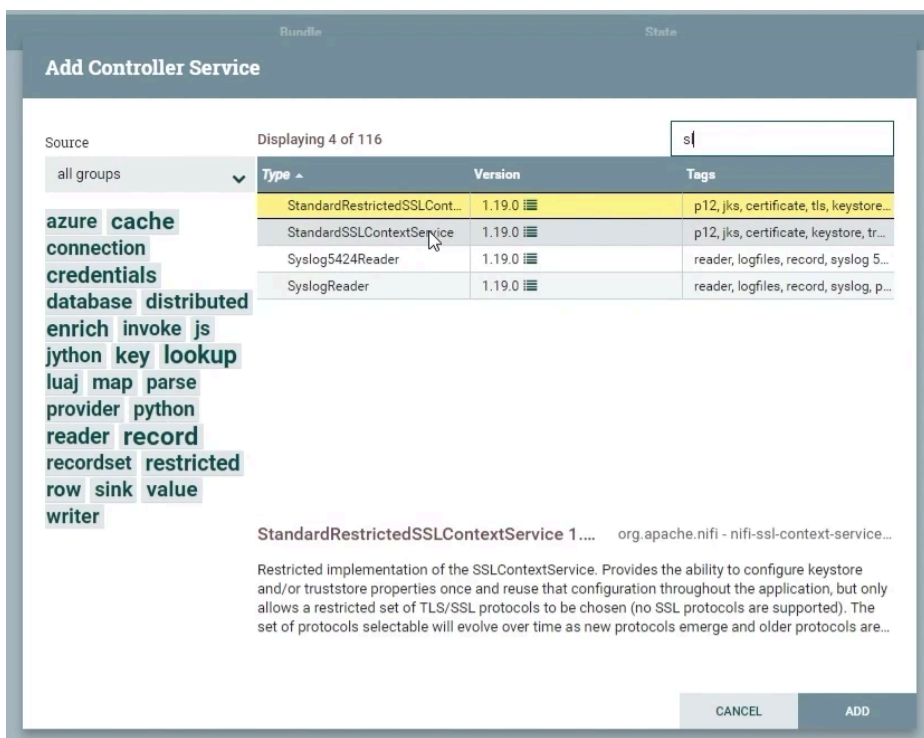 Bundle State
Add Controller Service
Source
Displaying 4 of 116
sl
all groups
Type Version Tags
StandardRestrictedSSLCont... 1.19.0 p12, jks, certificate, tls, keystore...
StandardSSLContextService 1.19.0 p12, jks, certificate, keystore, tr...
Syslog5424Reader 1.19.0 reader, logfiles, record, syslog 5...
SyslogReader 1.19.0 reader, logfiles, record, syslog, p...
azure cache
connection
credentials
database distributed
enrich invoke js
jython key lookup
luaj map parse
provider python
reader record
recordset restricted
row sink value
writer
StandardRestrictedSSLContextService 1.... org.apache.nifi - nifi-ssl-context-service...
Restricted implementation of the SSLContextService. Provides the ability to configure keystore
and/or truststore properties once and reuse that configuration throughout the application, but only
allows a restricted set of TLS/SSL protocols to be chosen (no SSL protocols are supported). The
set of protocols selectable will evolve over time as new protocols emerge and older protocols are...
CANCEL ADD